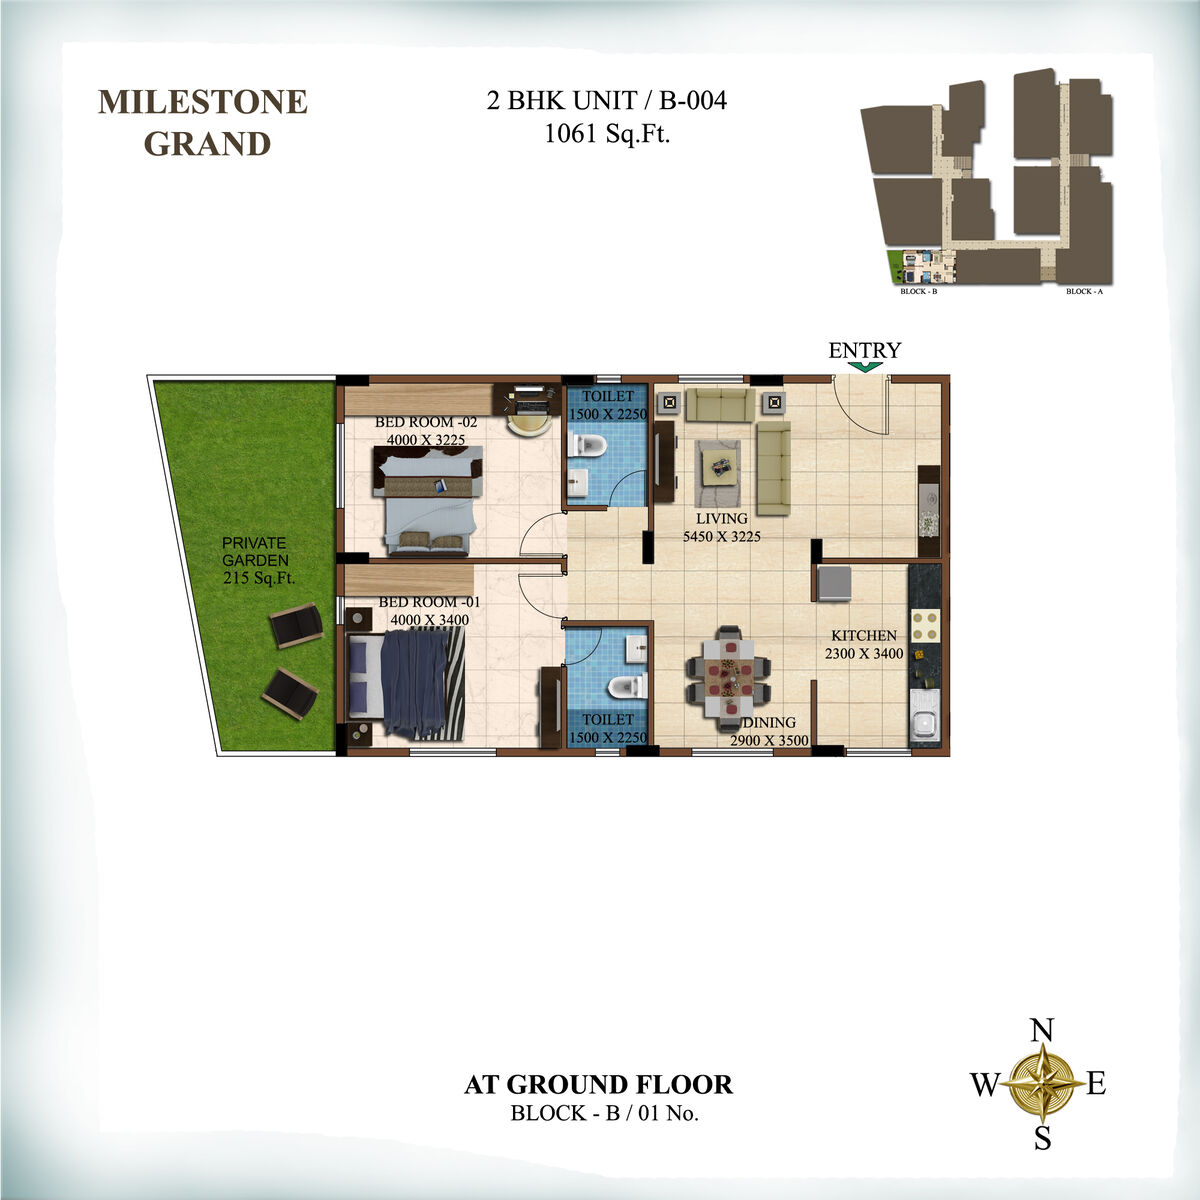 MILESTONE
GRAND
2 BHK UNIT / B-004
1061 Sq.Ft.
BLOCK - B
BLOCK - A
ENTRY
BED ROOM -02
4000 X 3225
TOILET
1500 X 2250
LIVING
5450 X 3225
PRIVATE
GARDEN
215 Sq.Ft.
BED ROOM -01
4000 X 3400
KITCHEN
2300 X 3400
TOILET
1500 X 2250
DINING
2900 X 3500
AT GROUND FLOOR
BLOCK - B / 01 No.
N
W
E
S